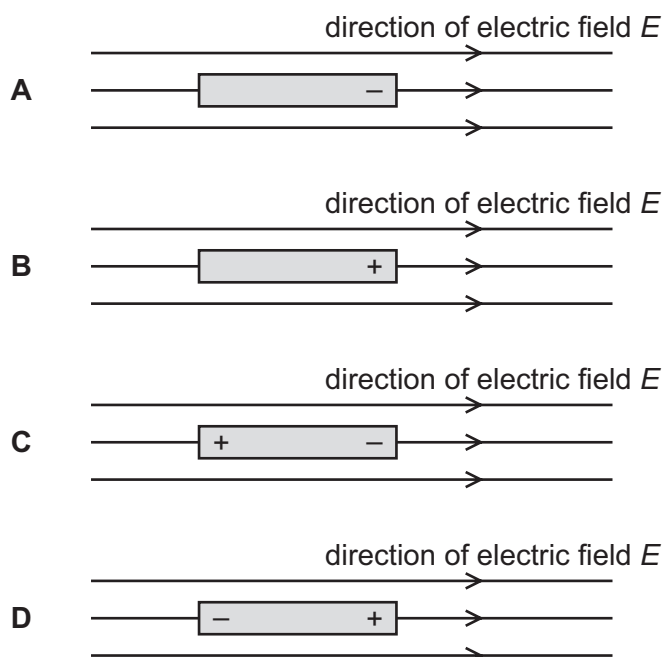 direction of electric field E
A –
direction of electric field E
B +
direction of electric field E
C + –
direction of electric field E
D – +